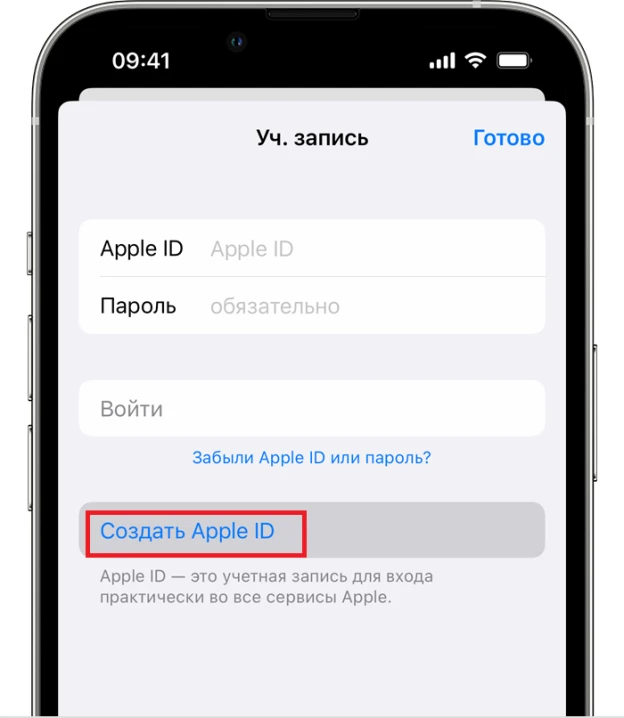 09:41
Уч. запись
Готово
Apple ID Apple ID
Пароль обязательно
Войти
Забыли Apple ID или пароль?
Создать Apple ID
Apple ID — это учетная запись для входа
практически во все сервисы Apple.